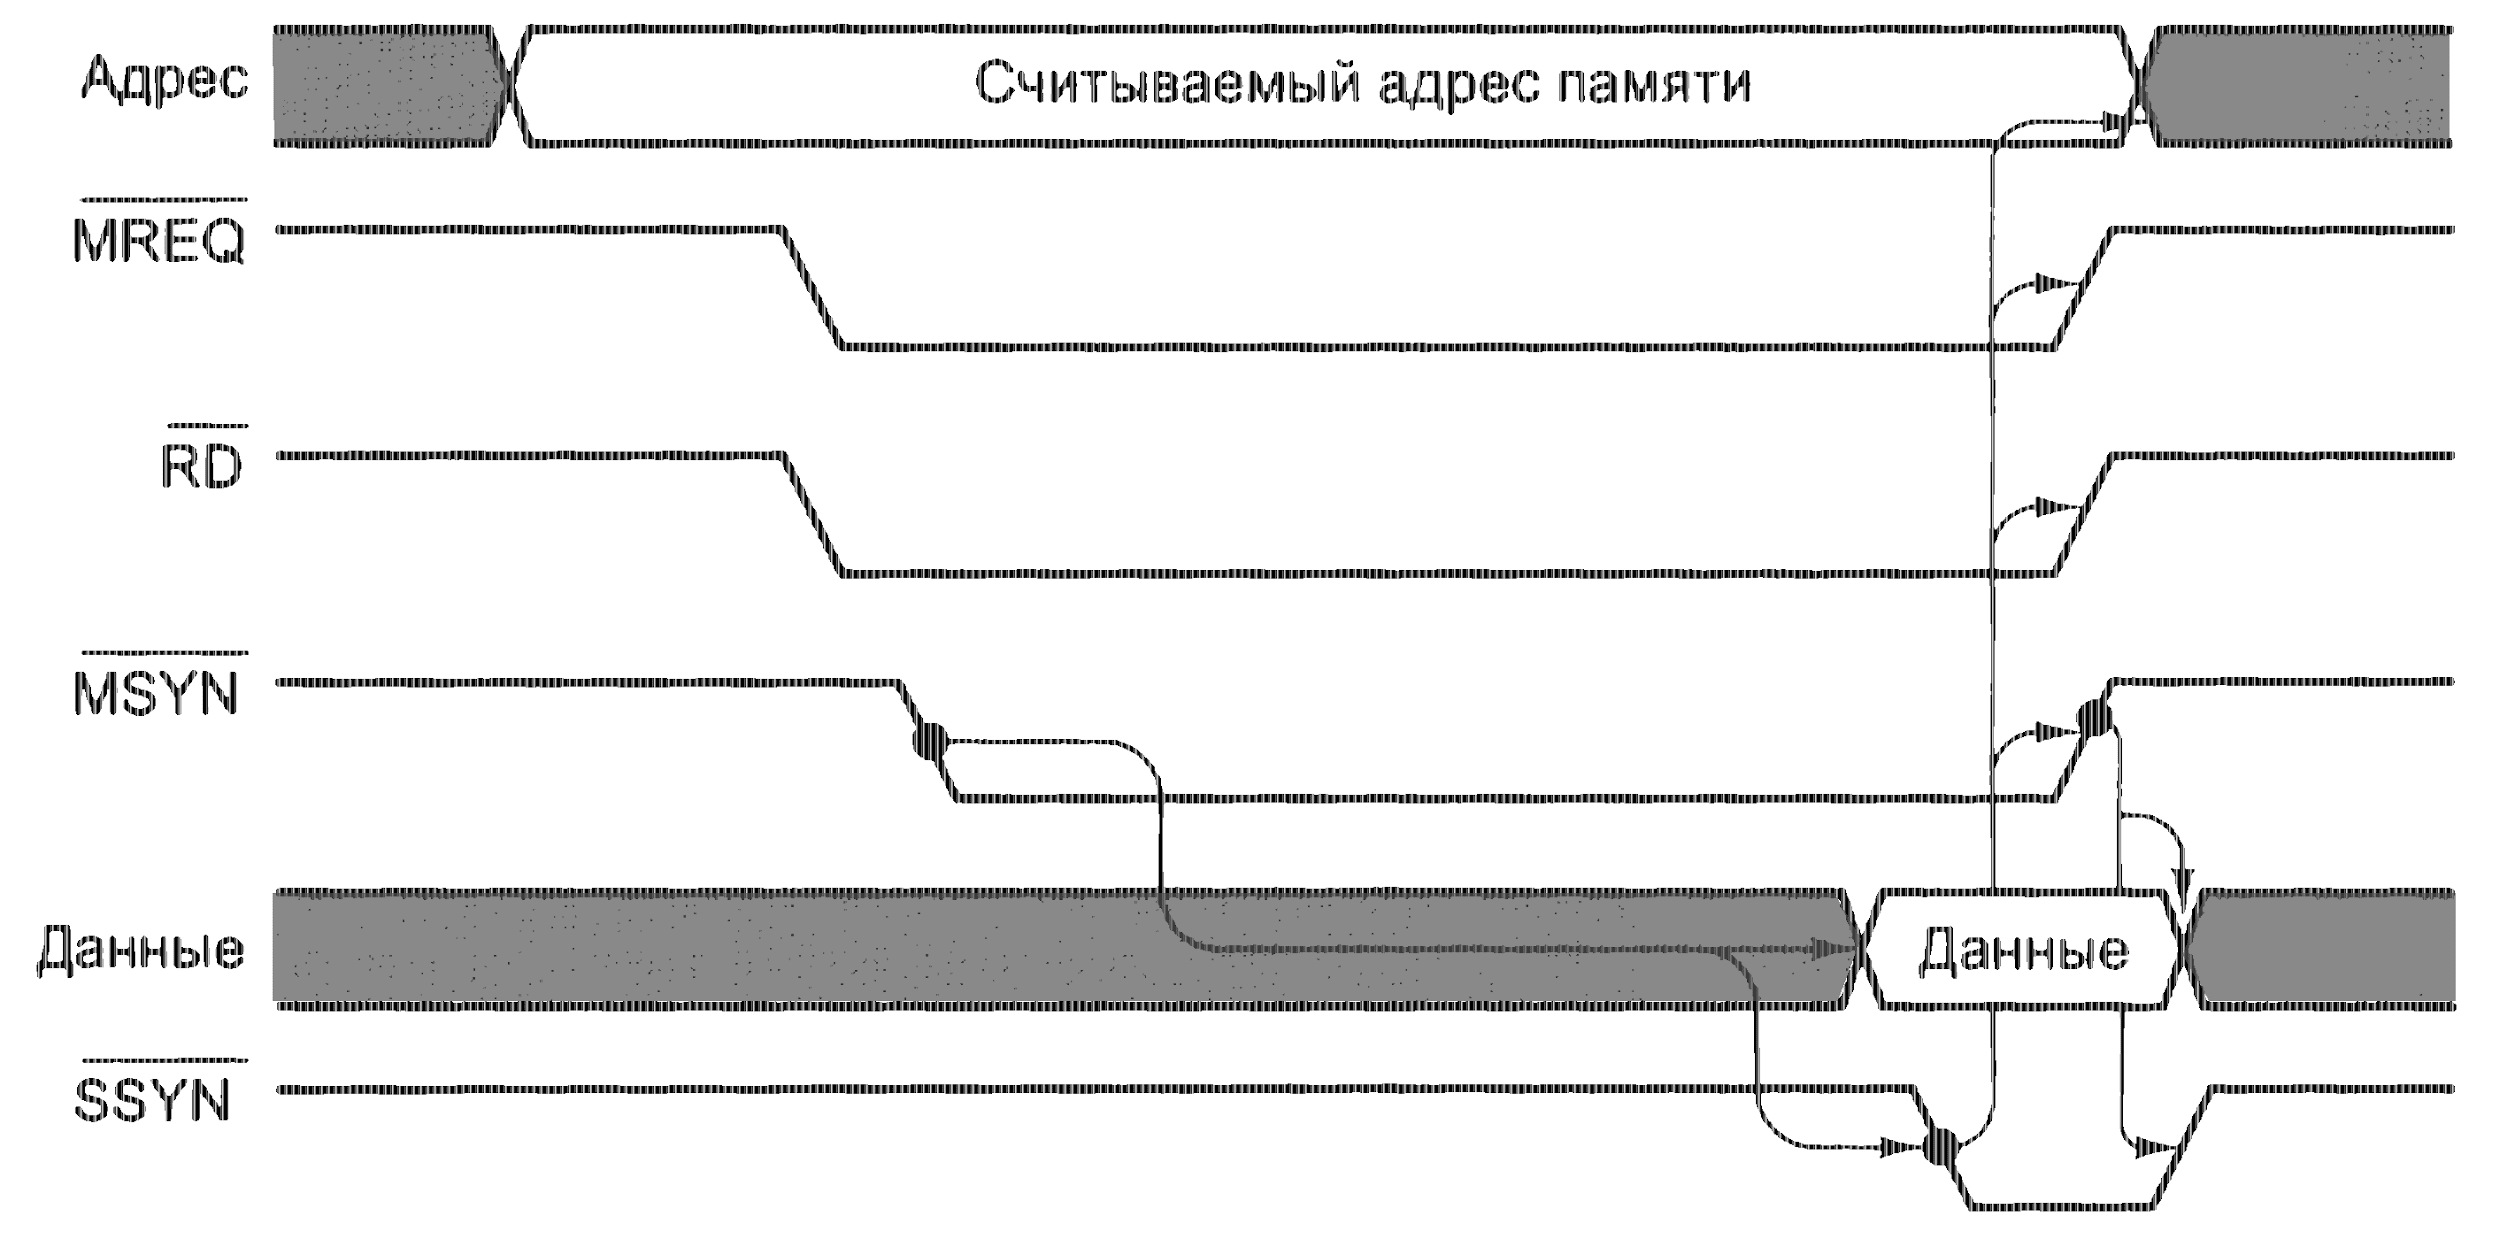 Адрес
Считываемый адрес памяти
MREQ
RD
MSYN
Данные
Данные
SSYN